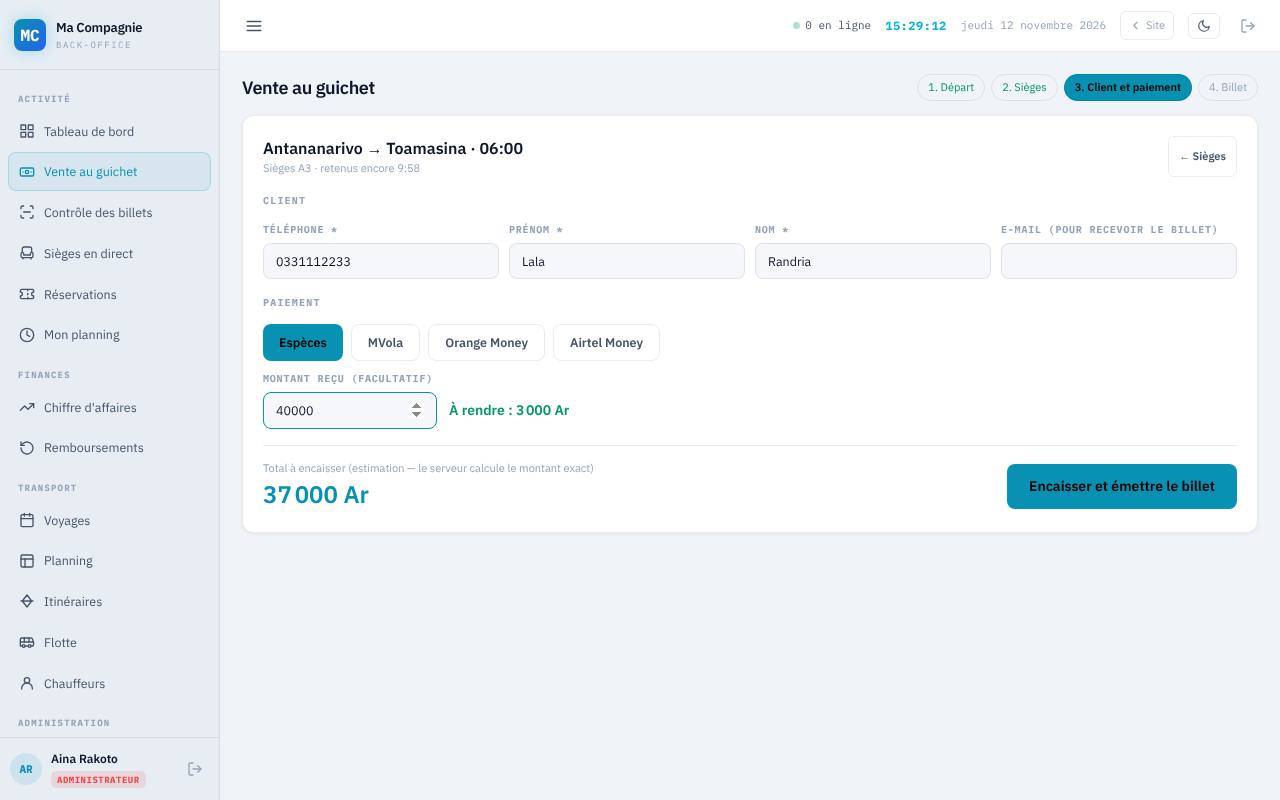 MC
Ma Compagnie
BACK-OFFICE
ACTIVITÉ
Tableau de bord
Vente au guichet
Contrôle des billets
Sièges en direct
Réservations
Mon planning
FINANCES
Chiffre d'affaires
Remboursements
TRANSPORT
Voyages
Planning
Itinéraires
Flotte
Chauffeurs
ADMINISTRATION
AR
Aina Rakoto
ADMINISTRATEUR
0 en ligne 15:29:12 jeudi 12 novembre 2026 Site
Vente au guichet
1. Départ 2. Sièges 3. Client et paiement 4. Billet
Antananarivo → Toamasina · 06:00
Sièges A3 · retenus encore 9:58
← Sièges
CLIENT
TÉLÉPHONE * PRÉNOM * NOM * E-MAIL (POUR RECEVOIR LE BILLET)
0331112233 Lala Randria
PAIEMENT
Espèces MVola Orange Money Airtel Money
MONTANT REÇU (FACULTATIF)
40000 À rendre : 3 000 Ar
Total à encaisser (estimation — le serveur calcule le montant exact)
37 000 Ar
Encaisser et émettre le billet